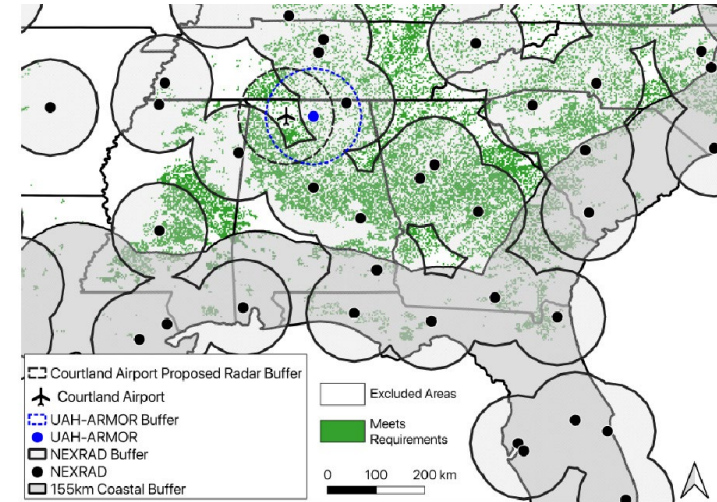 Courtland Airport Proposed Radar Buffer
Courtland Airport
UAH-ARMOR Buffer
UAH-ARMOR
NEXRAD Buffer
NEXRAD
155km Coastal Buffer
Excluded Areas
Meets
Requirements
0 100 200 km